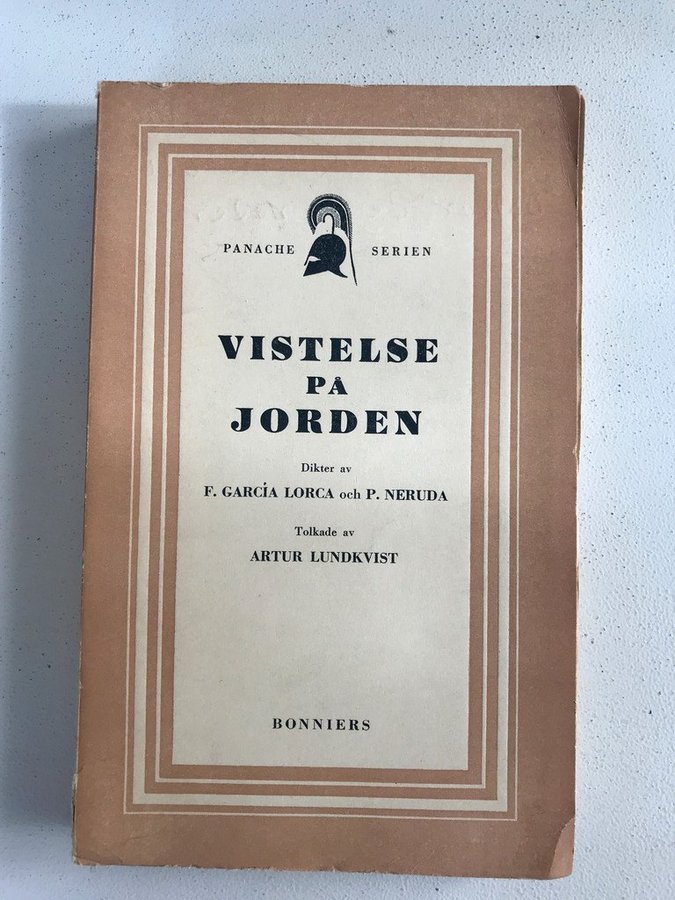 PANACHE SERIEN
VISTELSE
PÅ
JORDEN
Dikter av
F. GARCÍA LORCA och P. NERUDA
Tolkade av
ARTUR LUNDKVIST
BONNIERS